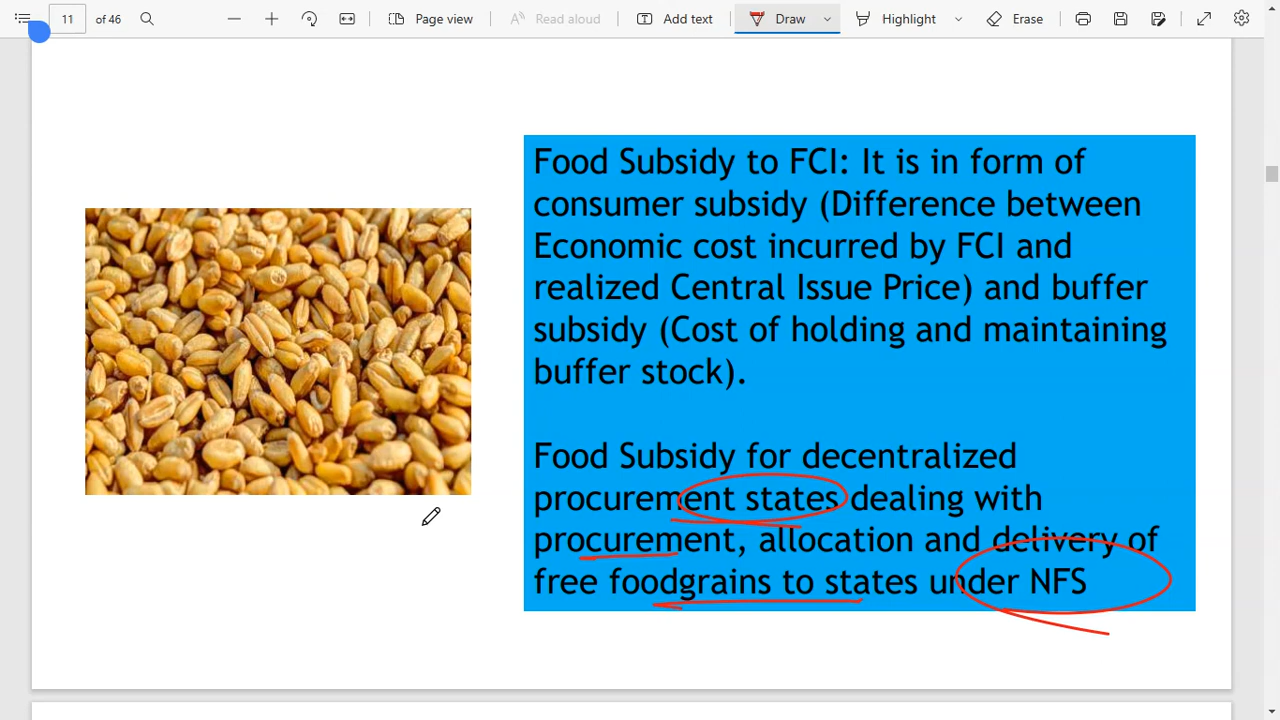 11 of 46 Page view Read aloud Add text Draw Highlight Erase
Food Subsidy to FCI: It is in form of
consumer subsidy (Difference between
Economic cost incurred by FCI and
realized Central Issue Price) and buffer
subsidy (Cost of holding and maintaining
buffer stock).
Food Subsidy for decentralized
procurement states dealing with
procurement, allocation and delivery of
free foodgrains to states under NFS